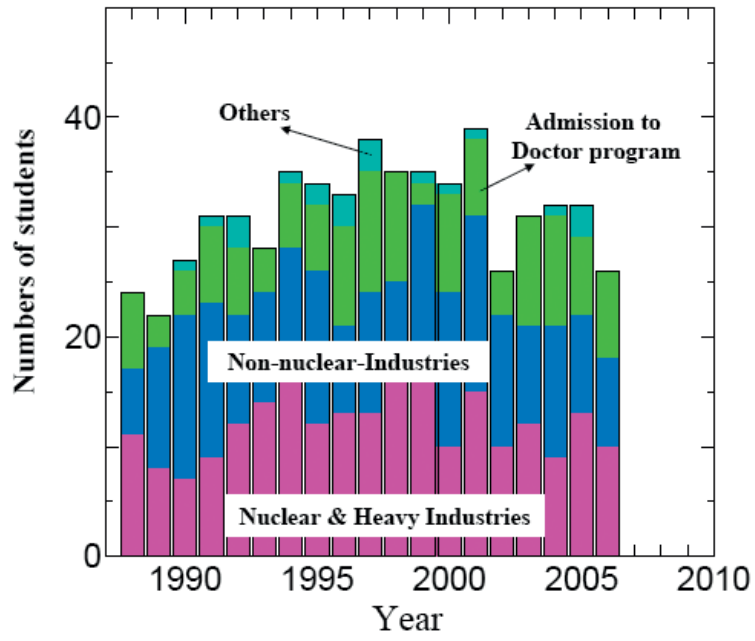 Numbers of students
40
20
0
Others
Admission to
Doctor program
Non-nuclear-Industries
Nuclear & Heavy Industries
1990
1995
2000
2005
2010
Year